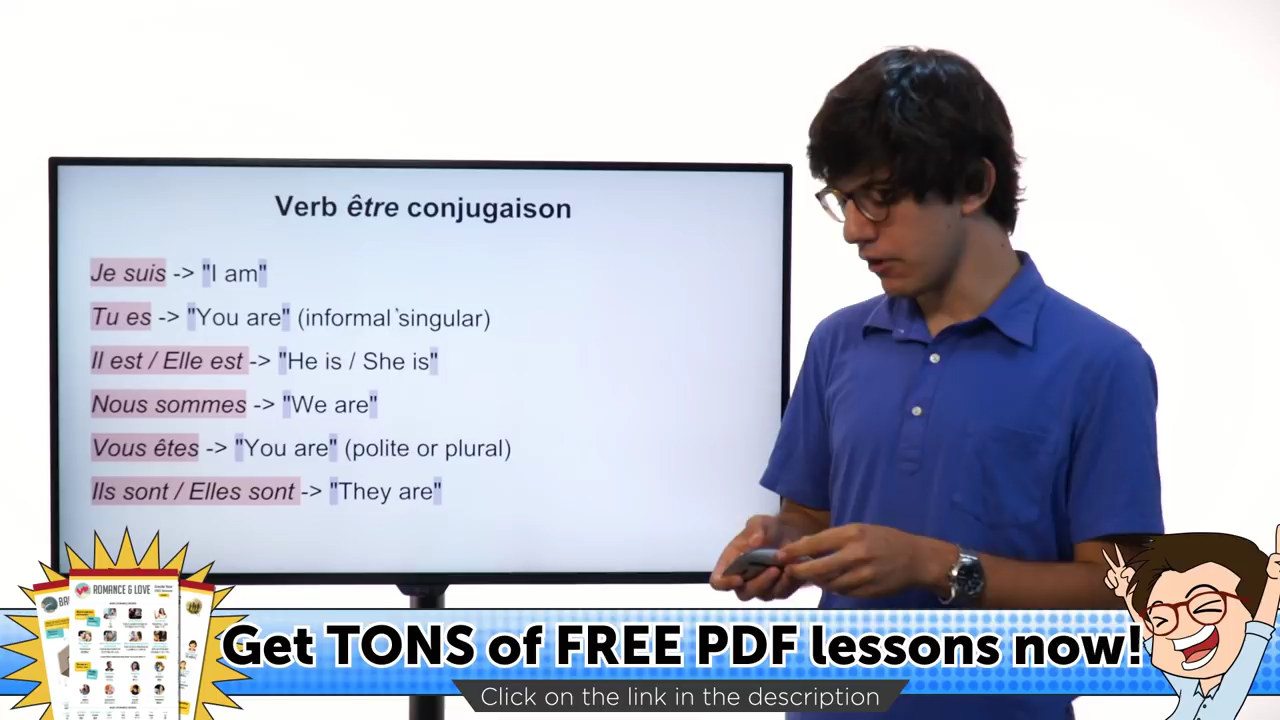 Verb être conjugaison
Je suis -> "I am"
Tu es -> "You are" (informal singular)
Il est / Elle est -> "He is / She is"
Nous sommes -> "We are"
Vous êtes -> "You are" (polite or plural)
Ils sont / Elles sont -> "They are"
ROMANCE & LOVE
Get TONS of FREE PDF lessons now!
Click on the link in the description